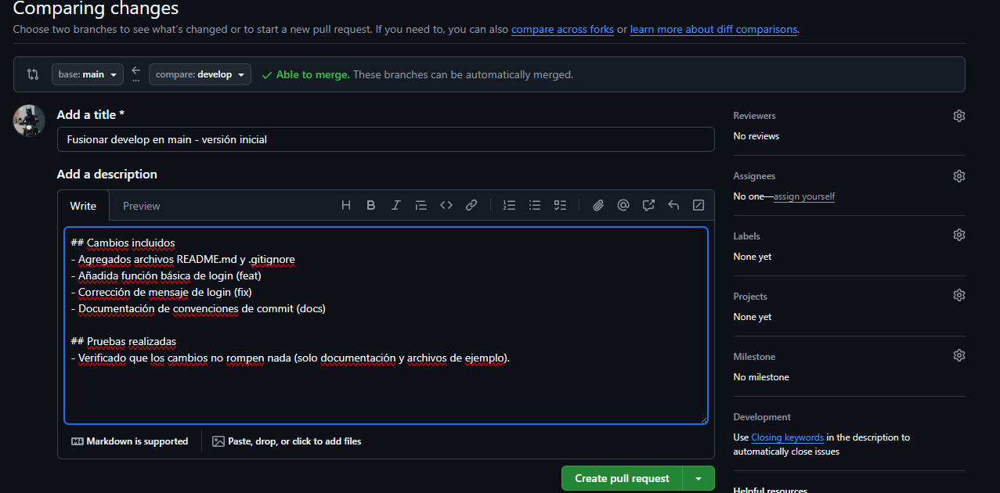 Comparing changes
Choose two branches to see what's changed or to start a new pull request. If you need to, you can also compare across forks or learn more about diff comparisons.
base: main
compare: develop
Able to merge. These branches can be automatically merged.
Add a title *
Fusionar develop en main - versión inicial
Add a description
Write
Preview
## Cambios incluidos
- Agregados archivos README.md y .gitignore
- Añadida función básica de login (feat)
- Corrección de mensaje de login (fix)
- Documentación de convenciones de commit (docs)
## Pruebas realizadas
- Verificado que los cambios no rompen nada (solo documentación y archivos de ejemplo).
Markdown is supported
Paste, drop, or click to add files
Create pull request
Reviewers
No reviews
Assignees
No one—assign yourself
Labels
None yet
Projects
None yet
Milestone
No milestone
Development
Use Closing keywords in the description to
automatically close issues
Helpful resources